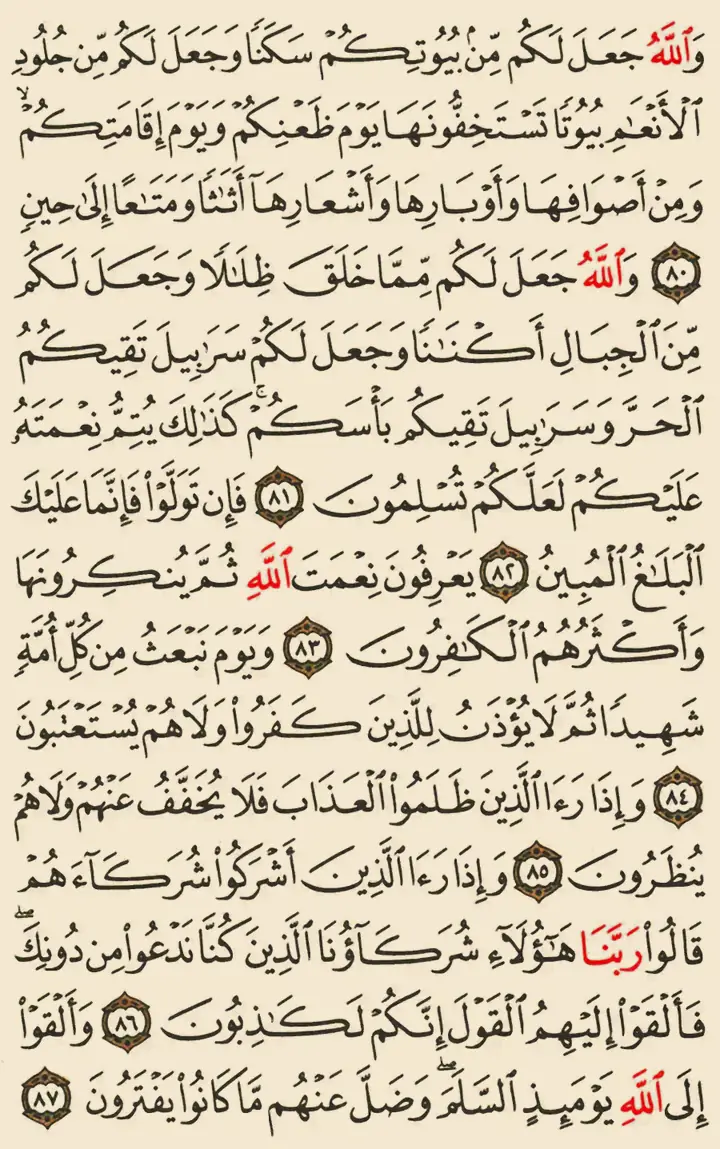 وَٱللَّهُ جَعَلَ لَكُم مِّنۢ بُيُوتِكُمْ سَكَنًا وَجَعَلَ لَكُم مِّن جُلُودِ
ٱلْأَنْعَٰمِ بُيُوتًا تَسْتَخِفُّونَهَا يَوْمَ ظَعْنِكُمْ وَيَوْمَ إِقَامَتِكُمْ ۙ
وَمِنْ أَصْوَافِهَا وَأَوْبَارِهَا وَأَشْعَارِهَآ أَثَٰثًا وَمَتَٰعًا إِلَىٰ حِينٍ
٨٠ وَٱللَّهُ جَعَلَ لَكُم مِّمَّا خَلَقَ ظِلَٰلًا وَجَعَلَ لَكُم
مِّنَ ٱلْجِبَالِ أَكْنَٰنًا وَجَعَلَ لَكُمْ سَرَٰبِيلَ تَقِيكُمُ
ٱلْحَرَّ وَسَرَٰبِيلَ تَقِيكُم بَأْسَكُمْ ۚ كَذَٰلِكَ يُتِمُّ نِعْمَتَهُۥ
عَلَيْكُمْ لَعَلَّكُمْ تُسْلِمُونَ ٨١ فَإِن تَوَلَّوْا۟ فَإِنَّمَا عَلَيْكَ
ٱلْبَلَٰغُ ٱلْمُبِينُ ٨٢ يَعْرِفُونَ نِعْمَتَ ٱللَّهِ ثُمَّ يُنكِرُونَهَا
وَأَكْثَرُهُمُ ٱلْكَٰفِرُونَ ٨٣ وَيَوْمَ نَبْعَثُ مِن كُلِّ أُمَّةٍ
شَهِيدًا ثُمَّ لَا يُؤْذَنُ لِلَّذِينَ كَفَرُوا۟ وَلَا هُمْ يُسْتَعْتَبُونَ
٨٤ وَإِذَا رَءَا ٱلَّذِينَ ظَلَمُوا۟ ٱلْعَذَابَ فَلَا يُخَفَّفُ عَنْهُمْ وَلَا هُمْ
يُنظَرُونَ ٨٥ وَإِذَا رَءَا ٱلَّذِينَ أَشْرَكُوا۟ شُرَكَآءَهُمْ
قَالُوا۟ رَبَّنَا هَٰٓؤُلَآءِ شُرَكَآؤُنَا ٱلَّذِينَ كُنَّا نَدْعُوا۟ مِن دُونِكَ ۖ
فَأَلْقَوْا۟ إِلَيْهِمُ ٱلْقَوْلَ إِنَّكُمْ لَكَٰذِبُونَ ٨٦ وَأَلْقَوْا۟
إِلَى ٱللَّهِ يَوْمَئِذٍ ٱلسَّلَمَ ۖ وَضَلَّ عَنْهُم مَّا كَانُوا۟ يَفْتَرُونَ ٨٧